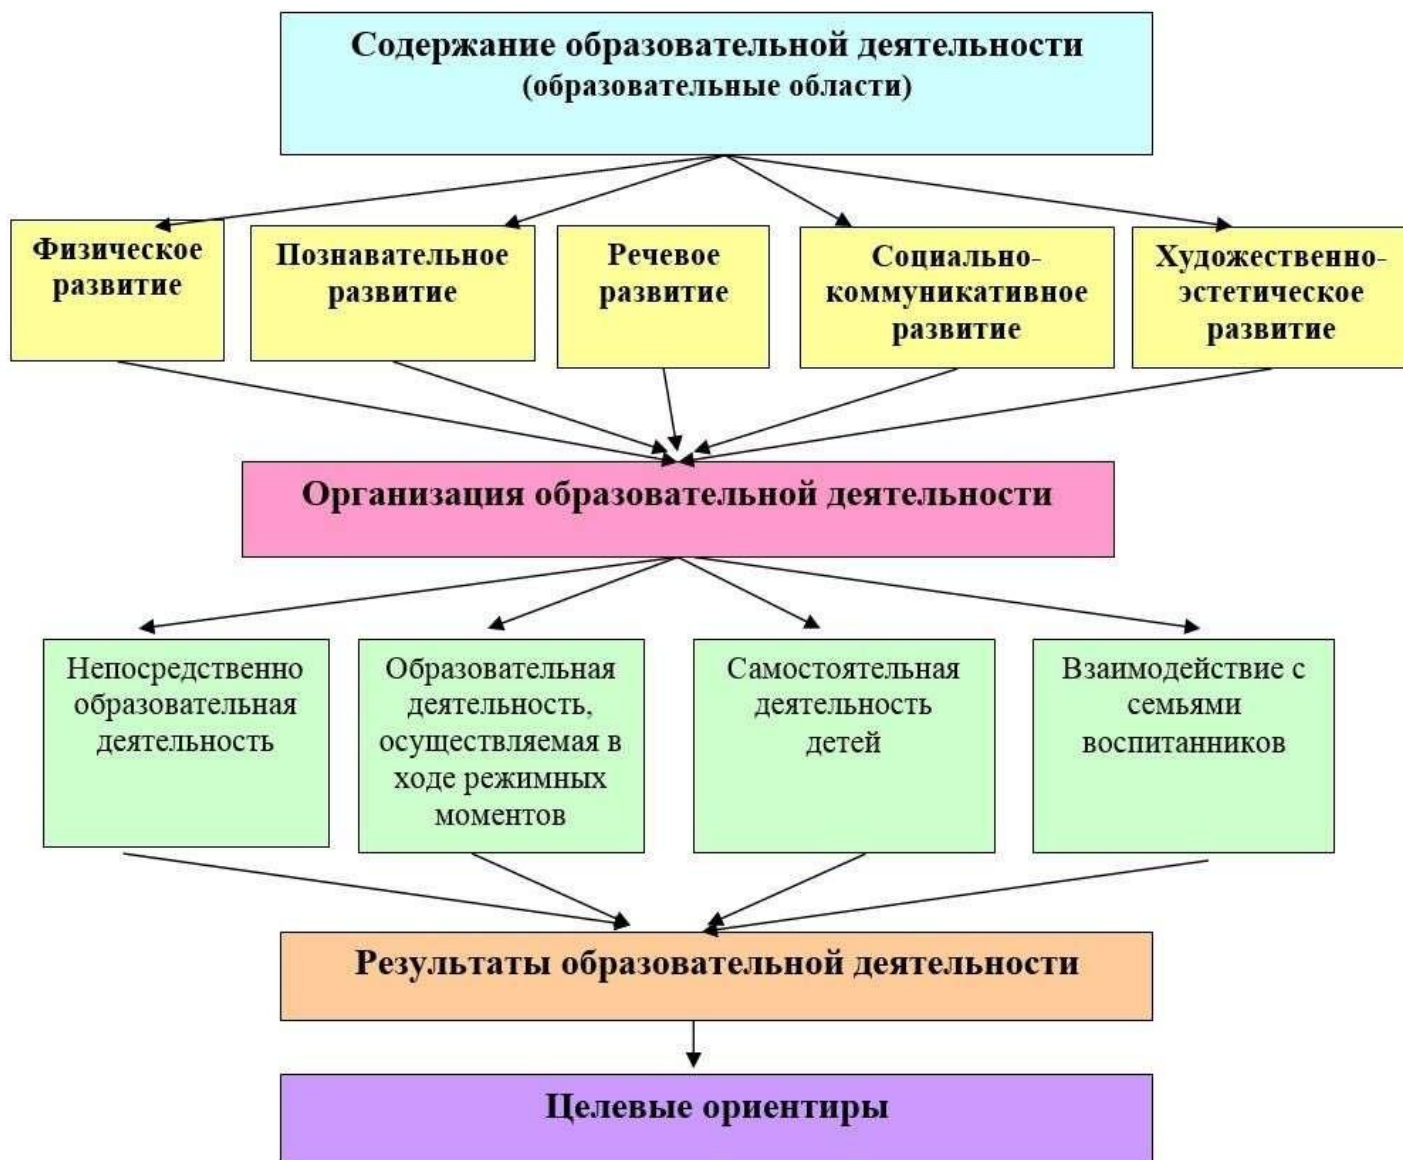 Содержание образовательной деятельности
(образовательные области)
Физическое
развитие
Познавательное
развитие
Речевое
развитие
Социально-
коммуникативное
развитие
Художественно-
эстетическое
развитие
Организация образовательной деятельности
Непосредственно
образовательная
деятельность
Образовательная
деятельность,
осуществляемая в
ходе режимных
моментов
Самостоятельная
деятельность
детей
Взаимодействие с
семьями
воспитанников
Результаты образовательной деятельности
Целевые ориентиры